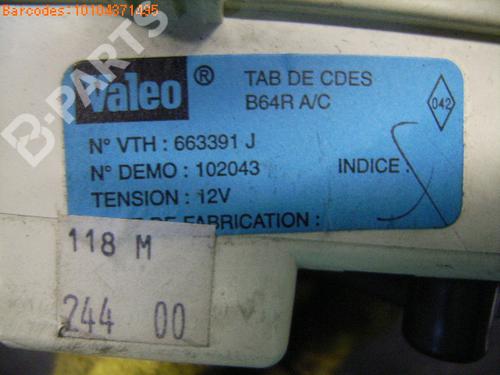 Barcodes:10104371495
B-PARTS
Valeo ®
TAB DE CDES
B64R A/C
042
N° VTH : 663391 J
N° DEMO : 102043
INDICE :
TENSION : 12V
DE FABRICATION :
118 M
244 00